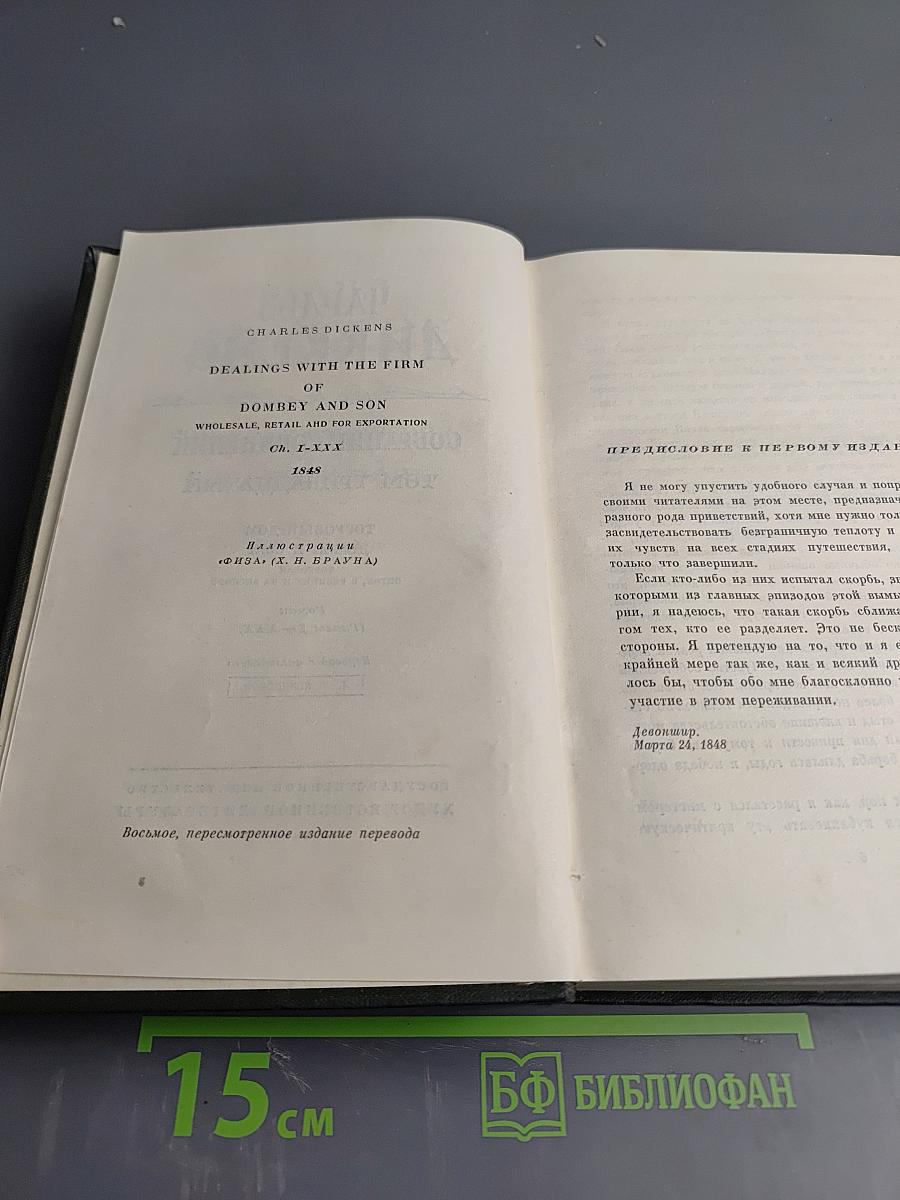 CHARLES DICKENS
DEALINGS WITH THE FIRM
OF
DOMBEY AND SON
WHOLESALE, RETAIL AHD FOR EXPORTATION
Ch. I-XXX
1848
Иллюстрации
«ФИЗА» (Х. Н. БРАУНА)
Восьмое, пересмотренное издание перевода
ПРЕДИСЛОВИЕ К ПЕРВОМУ ИЗДАН
Я не могу упустить удобного случая и попр
своими читателями на этом месте, предназнач
разного рода приветствий, хотя мне нужно тол
засвидетельствовать безграничную теплоту и
их чувств на всех стадиях путешествия,
только что завершили.
Если кто-либо из них испытал скорбь, зн
которыми из главных эпизодов этой вымы
рии, я надеюсь, что такая скорбь сближа
гом тех, кто ее разделяет. Это не беск
стороны. Я претендую на то, что и я е
крайней мере так же, как и всякий др
лось бы, чтобы обо мне благосклонно
участие в этом переживании.
Девоншир.
Марта 24, 1848
15 см
БФ БИБЛИОФАН